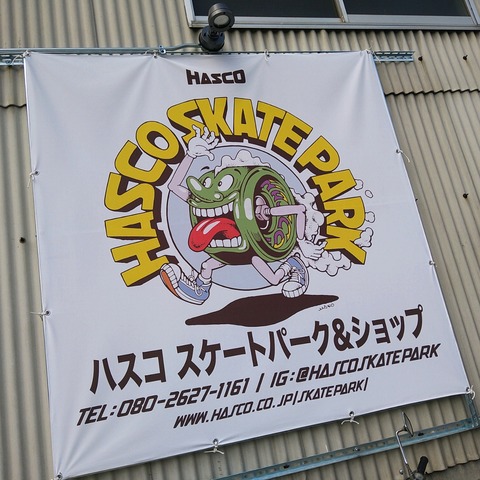 HASCO
HASCO SKATE PARK
ハスコ スケートパーク&ショップ
TEL:080-2627-1161 / IG:@HASCOSKATEPARK
WWW.HASCO.CO.JP/SKATEPARK/